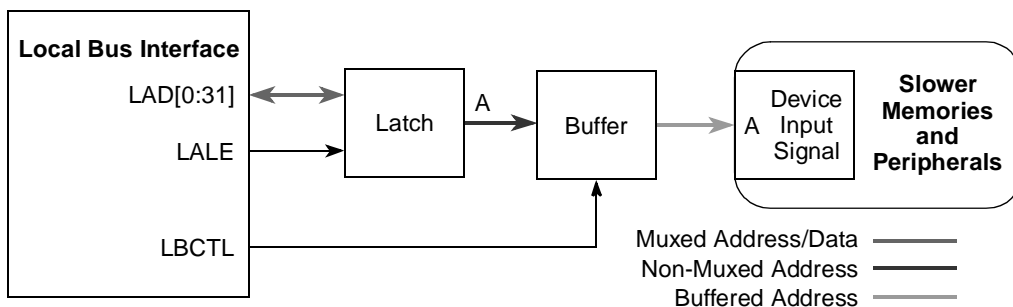 Local Bus Interface
LAD[0:31]
LALE
LBCTL
Latch
A
Buffer
A
Device
Input
Signal
Slower
Memories
and
Peripherals
Muxed Address/Data
Non-Muxed Address
Buffered Address